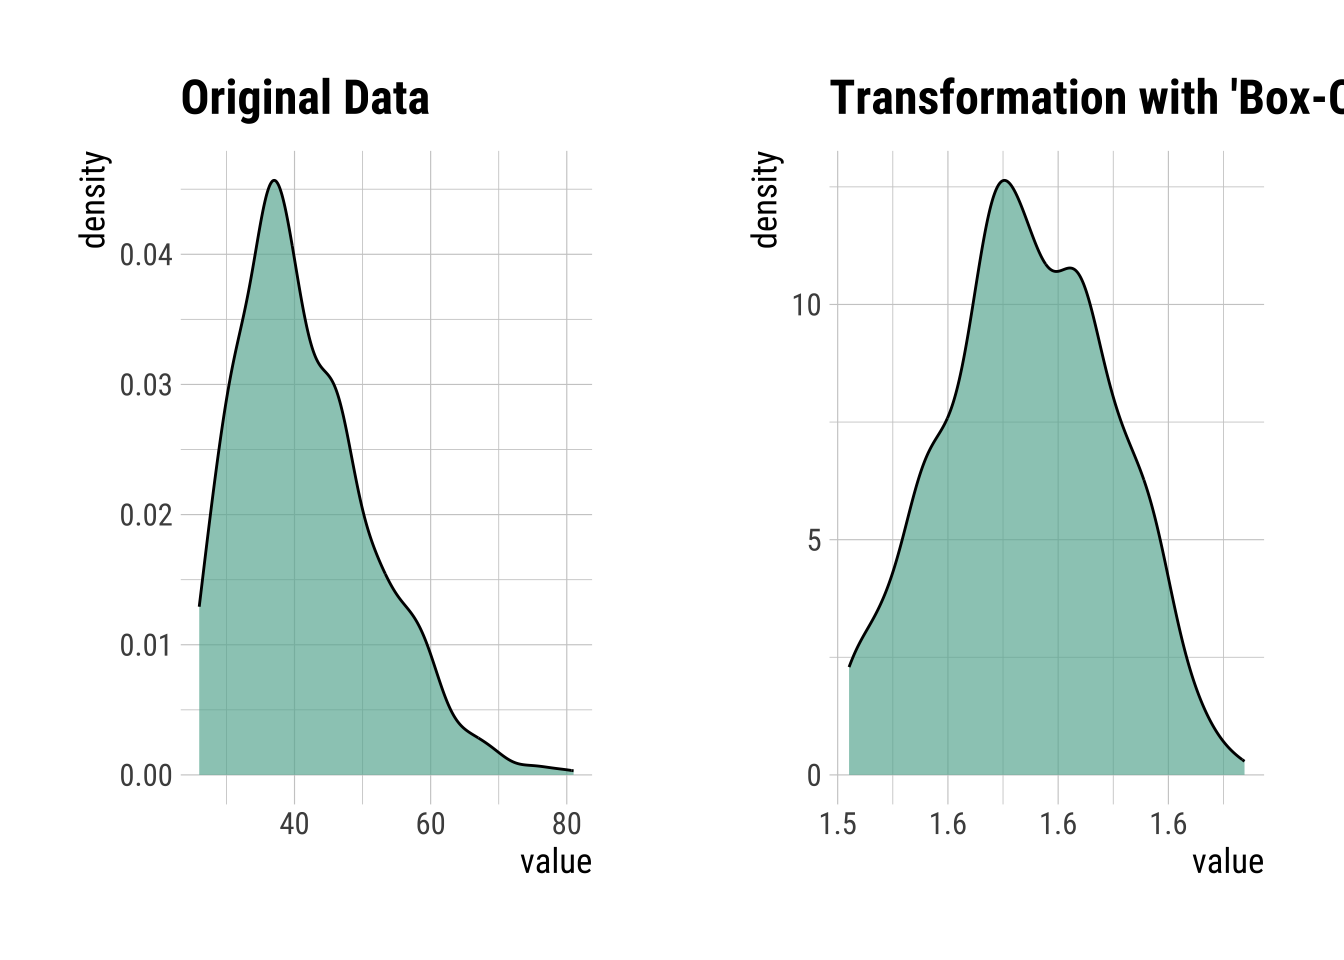 Original Data
density
0.04
0.03
0.02
0.01
0.00
40 60 80
value
Transformation with 'Box-C
density
10
5
0
1.5 1.6 1.6 1.6
value